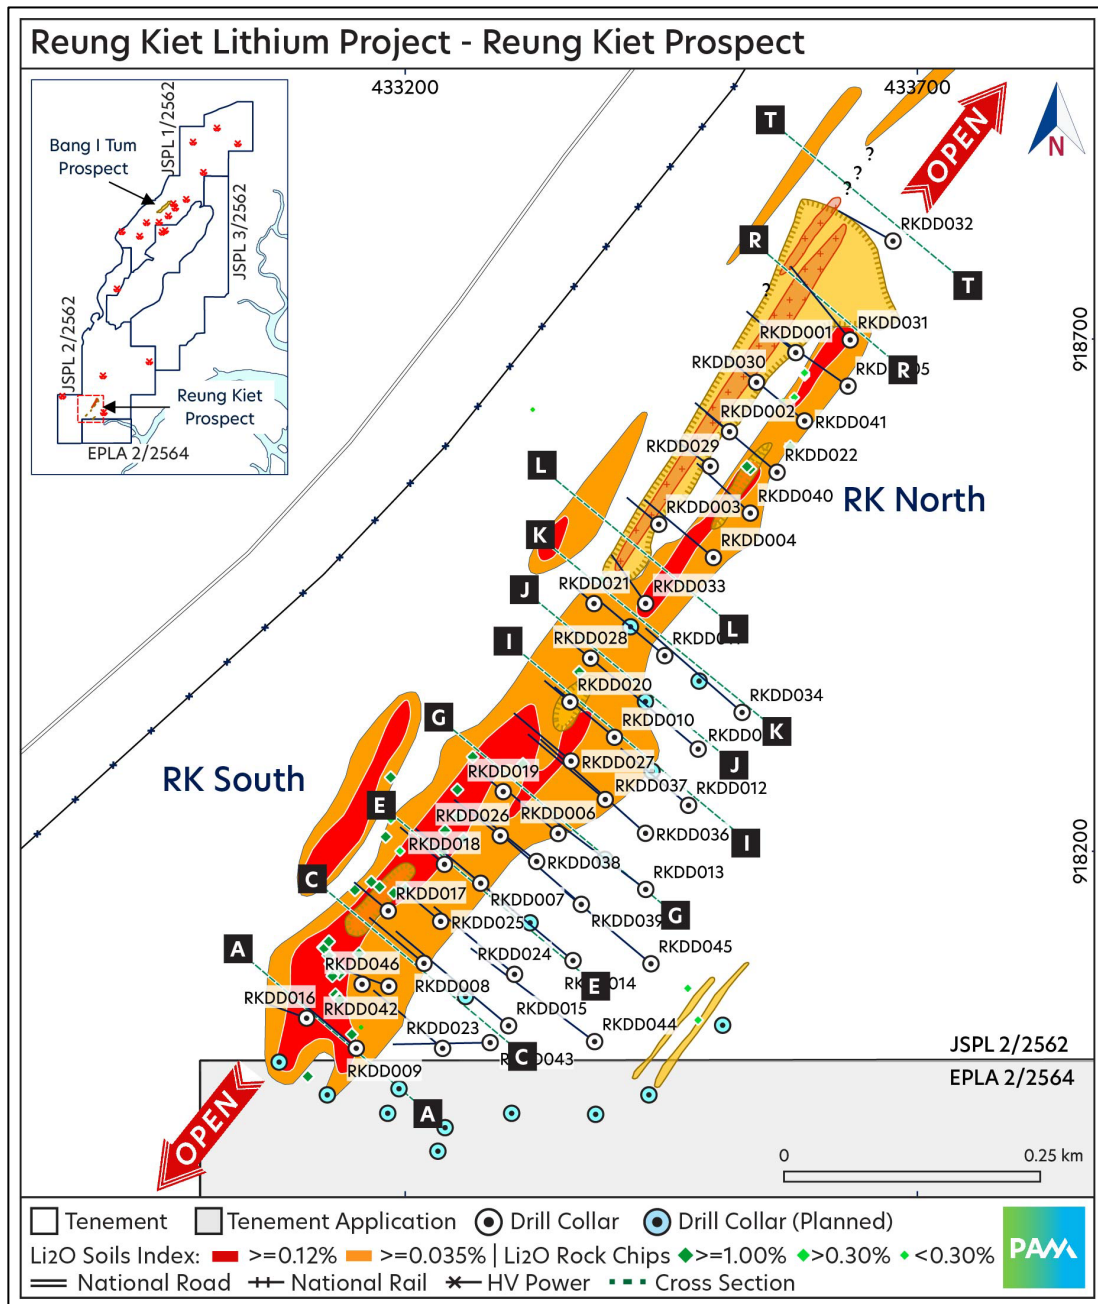 Reung Kiet Lithium Project - Reung Kiet Prospect
433200
433700
918700
918200
Bang I Tum
Prospect
JSPL 1/2562
JSPL 3/2562
JSPL 2/2562
Reung Kiet
Prospect
EPLA 2/2564
OPEN
N
T
?
?
RKDD032
R
T
?
RKDD031
RKDD001
RKDD030
R
RKDD002
RKDD041
RKDD029
RKDD022
L
RKDD040
RK North
RKDD003
K
RKDD004
RKDD021
RKDD033
J
L
RKDD028
I
RKDD020
RKDD034
K
G
RKDD010
J
RKDD027
RK South
RKDD019
RKDD037
RKDD012
E
RKDD026
RKDD006
RKDD036
I
RKDD018
RKDD038
RKDD013
C
RKDD017
RKDD007
RKDD039
G
RKDD025
A
RKDD045
RKDD046
RKDD024
E
RKDD008
RKDD016
RKDD042
RKDD015
RKDD023
RKDD044
C
RKDD009
JSPL 2/2562
EPLA 2/2564
A
OPEN
0
0.25 km
Tenement
Tenement Application
Drill Collar
Drill Collar (Planned)
Li2O Soils Index: >=0.12% >=0.035% | Li2O Rock Chips >=1.00% >0.30% <0.30%
National Road
National Rail
HV Power
Cross Section
PAM